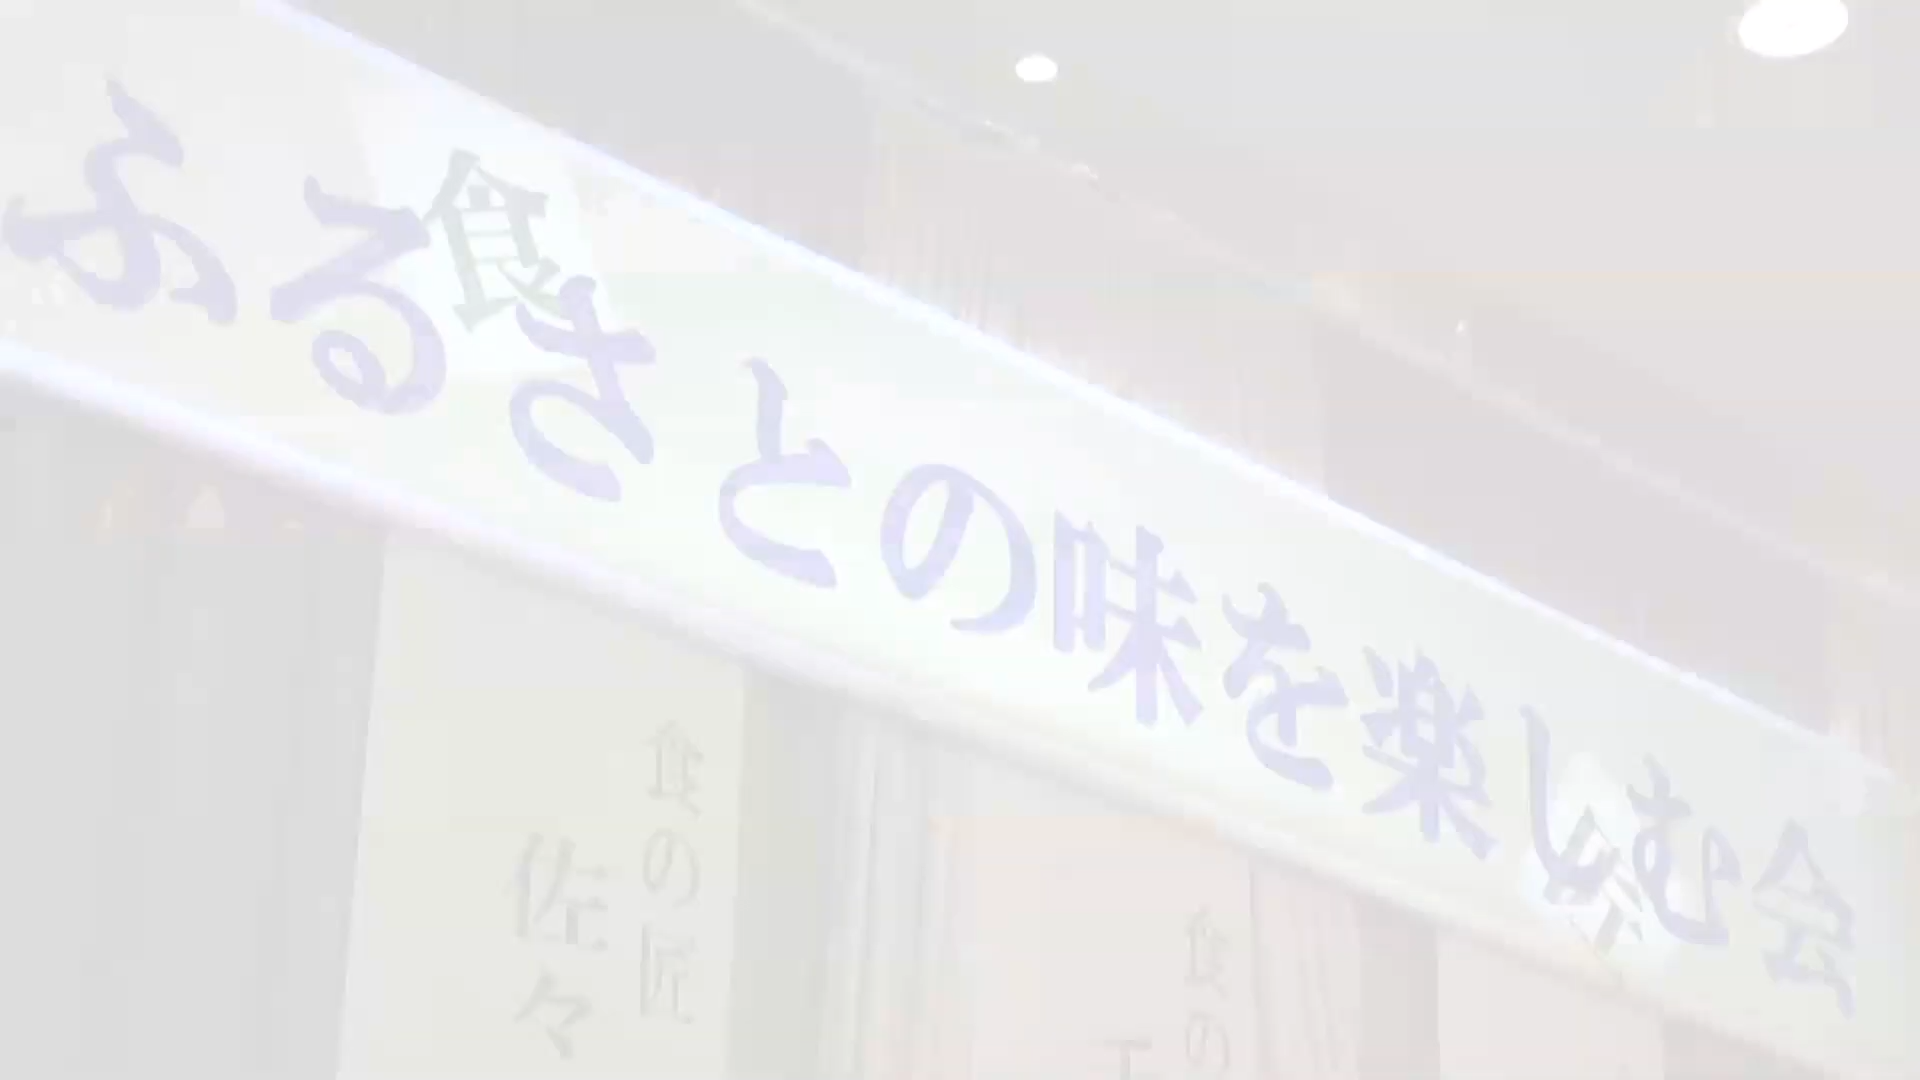 ふるさとの味を楽しむ会
食
食の匠
佐々
食の